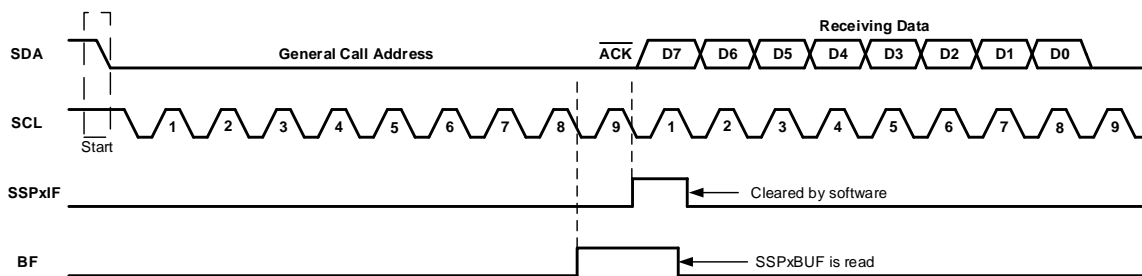 Receiving Data
SDA General Call Address ACK D7 D6 D5 D4 D3 D2 D1 D0
SCL 1 2 3 4 5 6 7 8 9 1 2 3 4 5 6 7 8 9
Start
SSPxIF Cleared by software
BF SSPxBUF is read